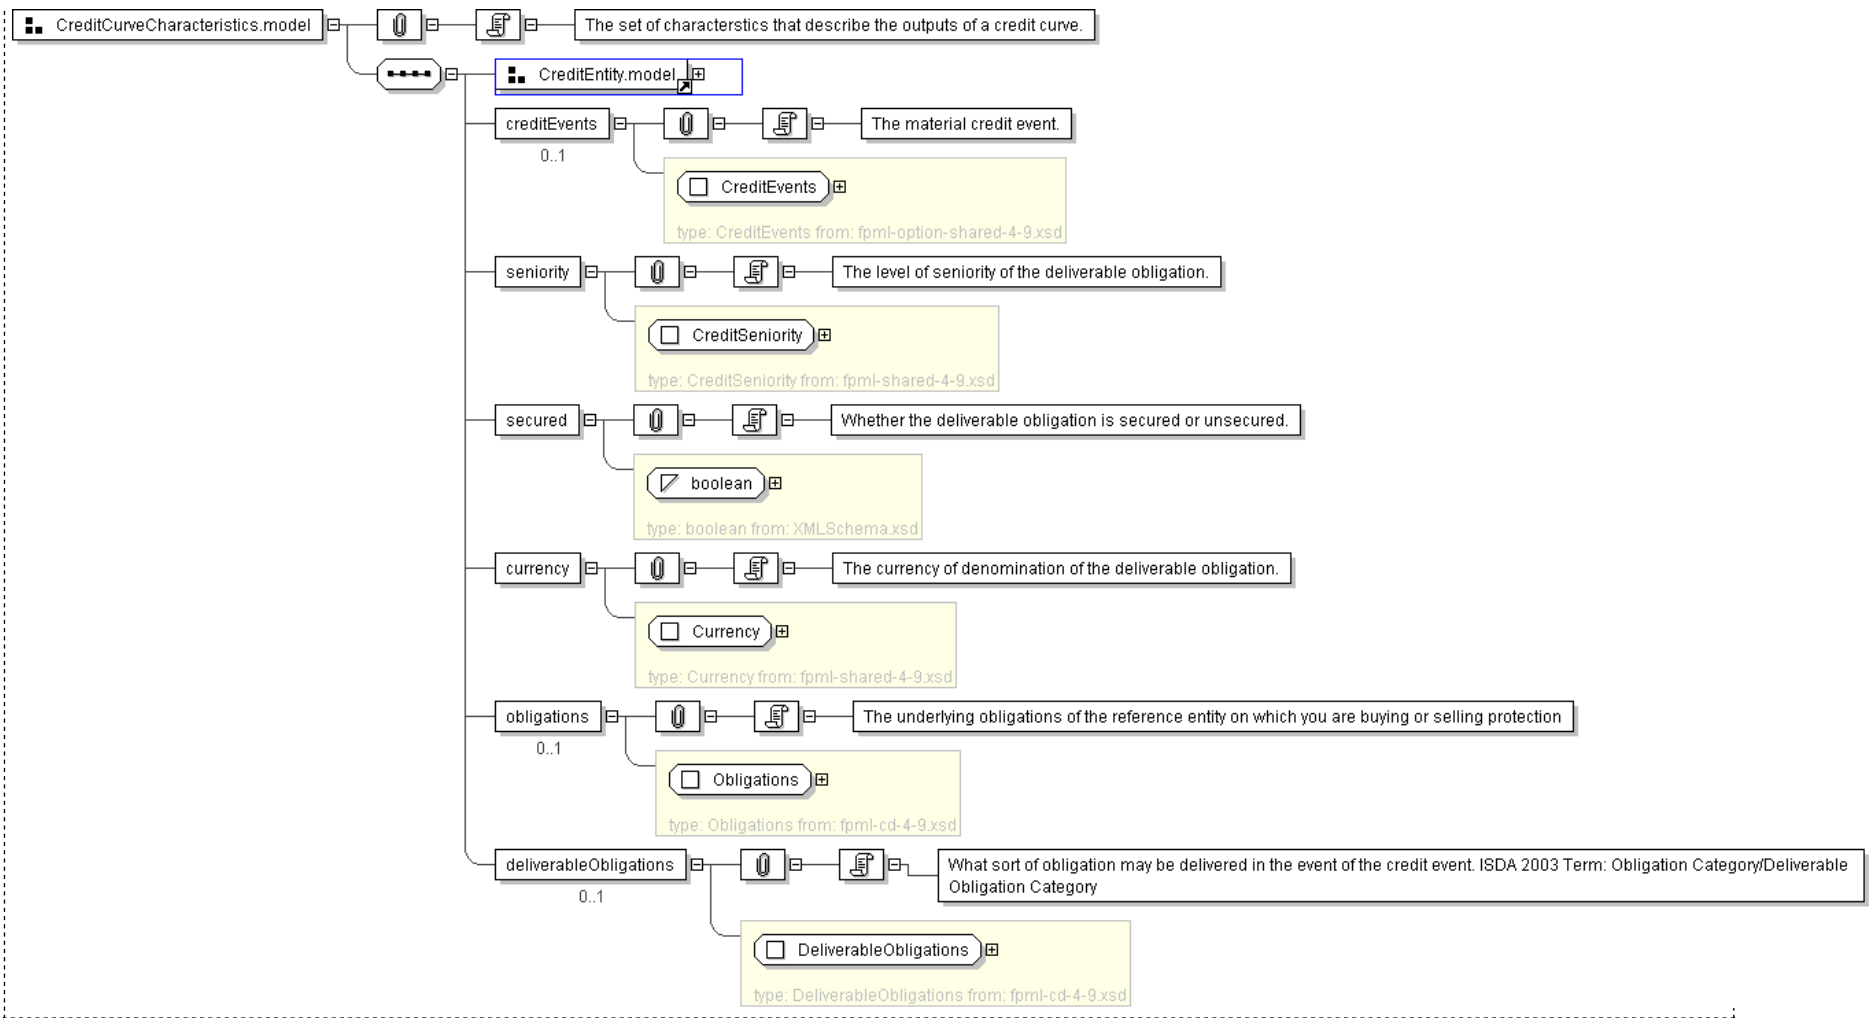 CreditCurveCharacteristics.model
The set of characterstics that describe the outputs of a credit curve.
CreditEntity.model
creditEvents
The material credit event.
0..1
CreditEvents
type: CreditEvents from: fpml-option-shared-4-9.xsd
seniority
The level of seniority of the deliverable obligation.
CreditSeniority
type: CreditSeniority from: fpml-shared-4-9.xsd
secured
Whether the deliverable obligation is secured or unsecured.
boolean
type: boolean from: XMLSchema.xsd
currency
The currency of denomination of the deliverable obligation.
Currency
type: Currency from: fpml-shared-4-9.xsd
obligations
The underlying obligations of the reference entity on which you are buying or selling protection
0..1
Obligations
type: Obligations from: fpml-cd-4-9.xsd
deliverableObligations
What sort of obligation may be delivered in the event of the credit event. ISDA 2003 Term: Obligation Category/Deliverable
Obligation Category
0..1
DeliverableObligations
type: DeliverableObligations from: fpml-cd-4-9.xsd